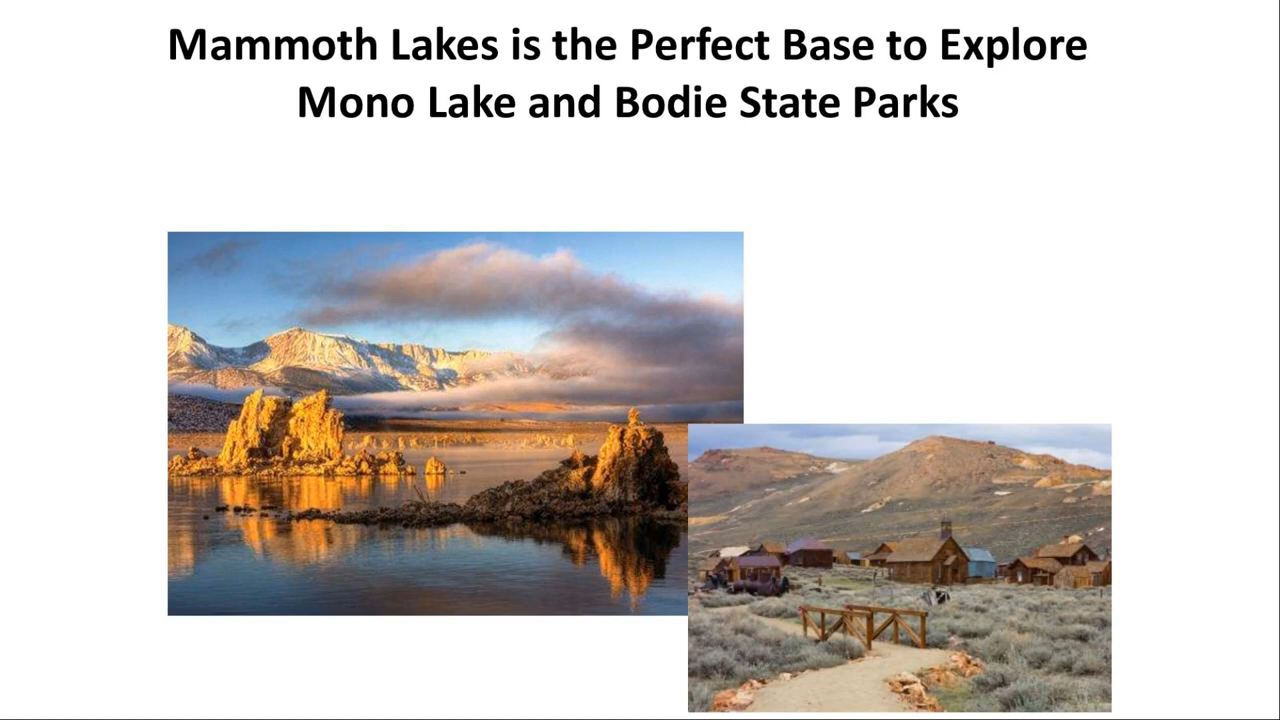 Mammoth Lakes is the Perfect Base to Explore
Mono Lake and Bodie State Parks